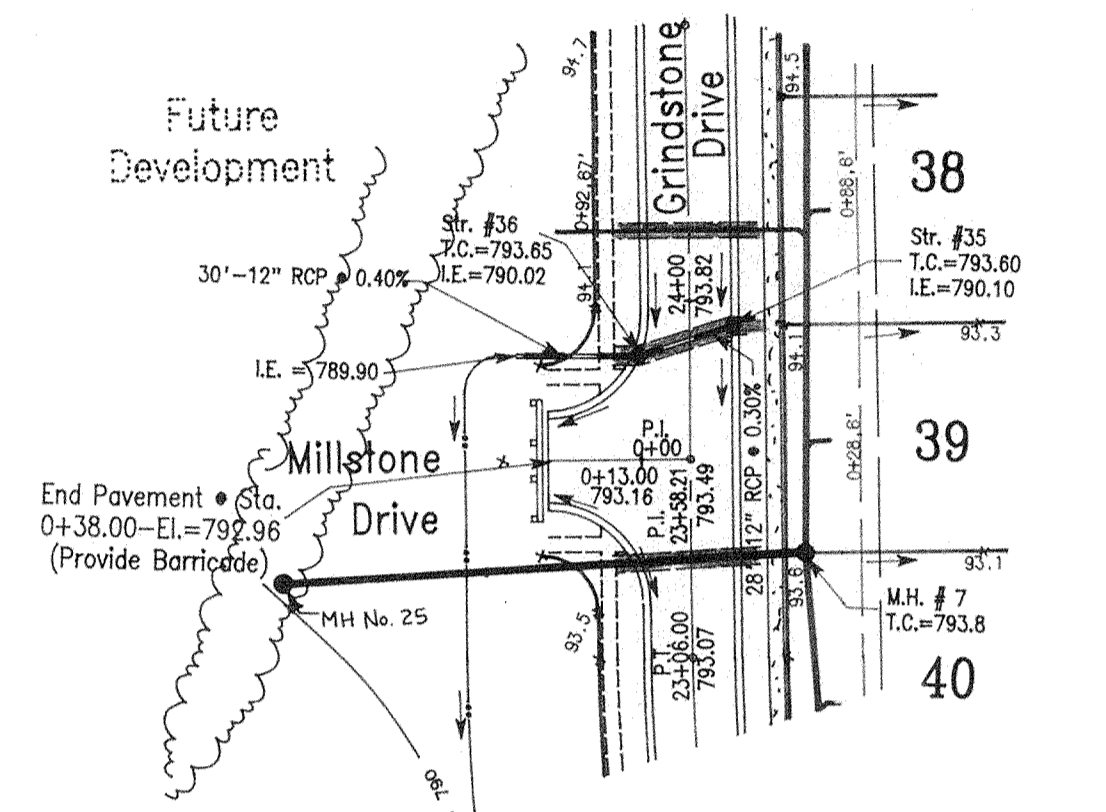 Future
Development
94.7
Grindstone
Drive
94.5
38
0+92.67'
0+88.6'
Str. #36
T.C.=793.65
I.E.=790.02
30'-12" RCP • 0.40%
Str. #35
T.C.=793.60
I.E.=790.10
24+00
793.82
93.3
94.1
I.E. = 789.90
39
0+28.6'
12" RCP • 0.30%
P.I.
0+00
0+13.00
793.16
P.I.
23+58.21
793.49
Millstone
Drive
End Pavement • Sta.
0+38.00-El.=792.96
(Provide Barricade)
93.1
93.6
M.H. # 7
T.C.=793.8
MH No. 25
93.5
P.T.
23+06.00
793.07
40
790